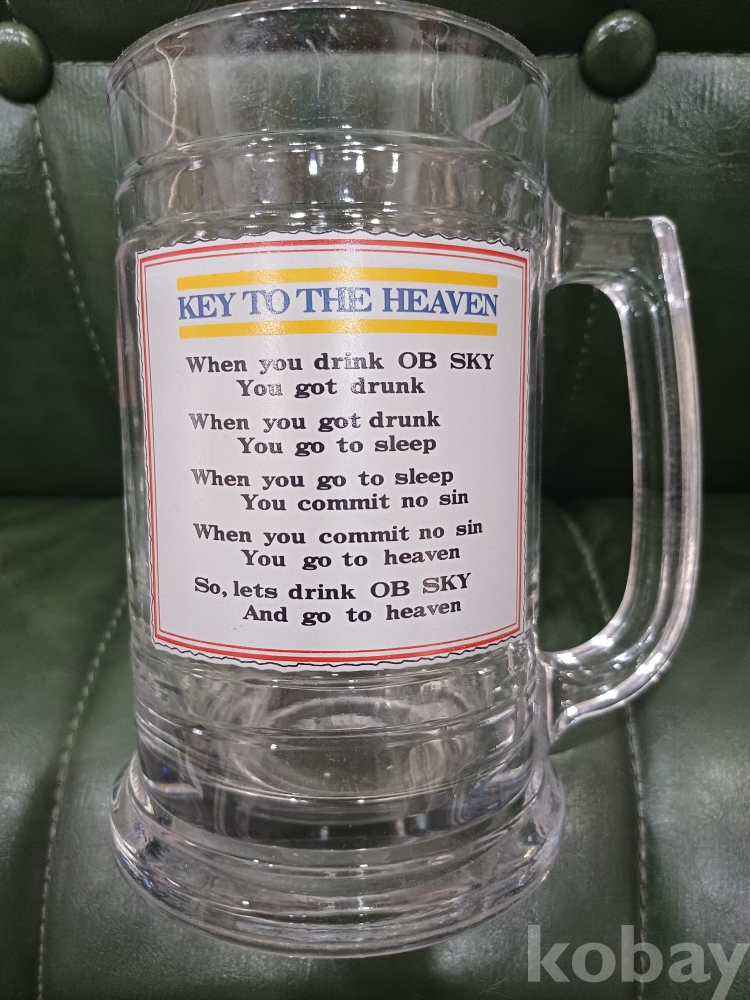 KEY TO THE HEAVEN
When you drink OB SKY
You got drunk
When you got drunk
You go to sleep
When you go to sleep
You commit no sin
When you commit no sin
You go to heaven
So, lets drink OB SKY
And go to heaven
kobay